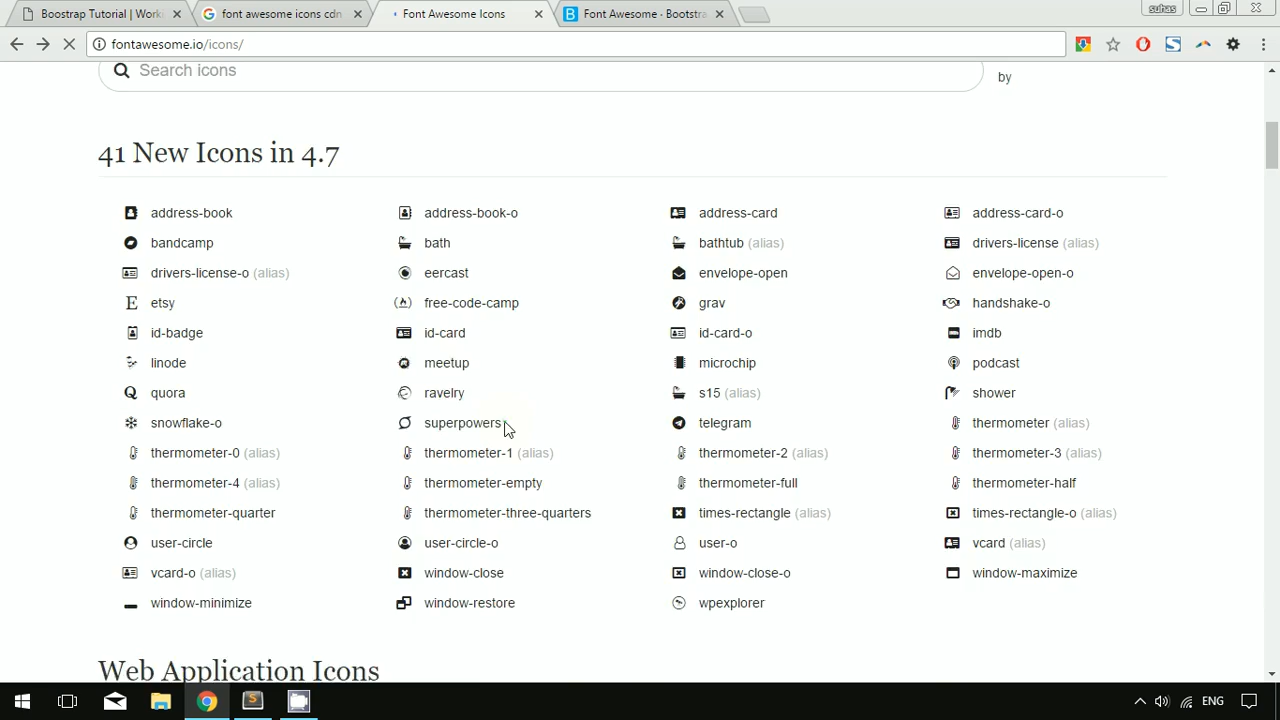 Boostrap Tutorial | Worki
font awesome icons cdn
Font Awesome Icons
Font Awesome · Bootstra
suhas
fontawesome.io/icons/
Search icons
by
41 New Icons in 4.7
address-book
address-book-o
address-card
address-card-o
bandcamp
bath
bathtub (alias)
drivers-license (alias)
drivers-license-o (alias)
eercast
envelope-open
envelope-open-o
etsy
free-code-camp
grav
handshake-o
id-badge
id-card
id-card-o
imdb
linode
meetup
microchip
podcast
quora
ravelry
s15 (alias)
shower
snowflake-o
superpowers
telegram
thermometer (alias)
thermometer-0 (alias)
thermometer-1 (alias)
thermometer-2 (alias)
thermometer-3 (alias)
thermometer-4 (alias)
thermometer-empty
thermometer-full
thermometer-half
thermometer-quarter
thermometer-three-quarters
times-rectangle (alias)
times-rectangle-o (alias)
user-circle
user-circle-o
user-o
vcard (alias)
vcard-o (alias)
window-close
window-close-o
window-maximize
window-minimize
window-restore
wpexplorer
Web Application Icons
ENG